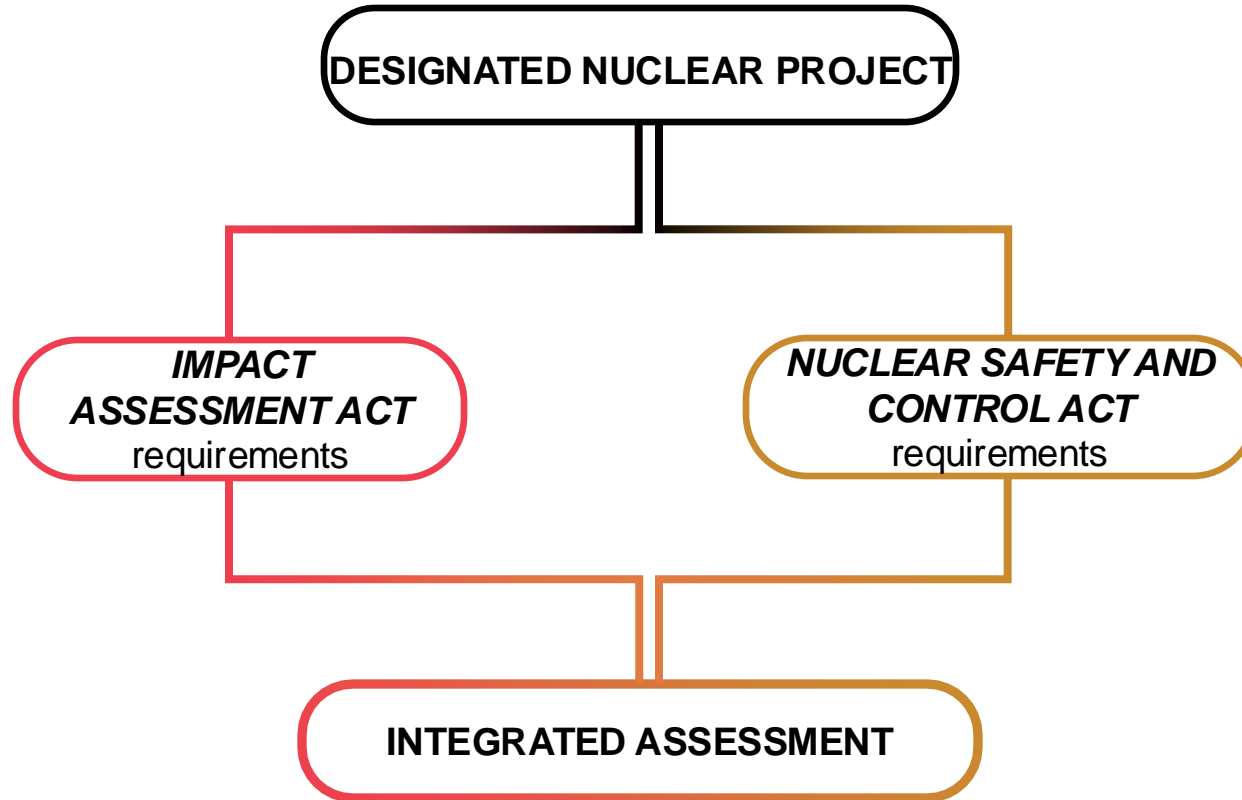 DESIGNATED NUCLEAR PROJECT
IMPACT
ASSESSMENT ACT
requirements
NUCLEAR SAFETY AND
CONTROL ACT
requirements
INTEGRATED ASSESSMENT